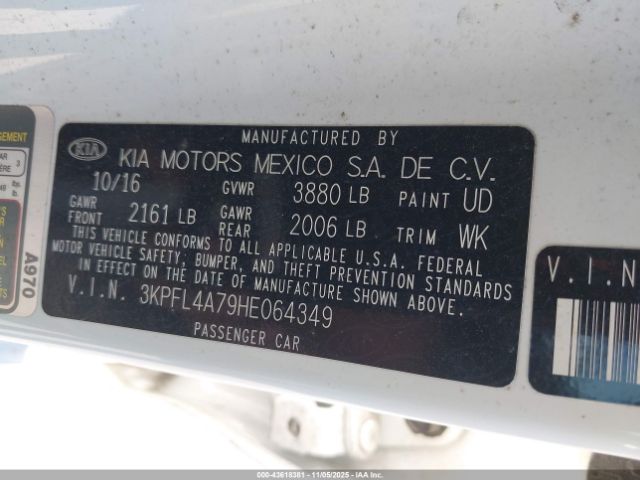 MANUFACTURED BY
KIA KIA MOTORS MEXICO S.A. DE C.V.
10/16 GVWR 3880 LB PAINT UD
GAWR FRONT 2161 LB GAWR REAR 2006 LB TRIM WK
THIS VEHICLE CONFORMS TO ALL APPLICABLE U.S.A. FEDERAL
MOTOR VEHICLE SAFETY, BUMPER, AND THEFT PREVENTION STANDARDS
IN EFFECT ON THE DATE OF MANUFACTURE SHOWN ABOVE.
V.I.N. 3KPFL4A79HE064349
PASSENGER CAR
A970
V.I.N
000-43618381 - 11/05/2025 - IAAC